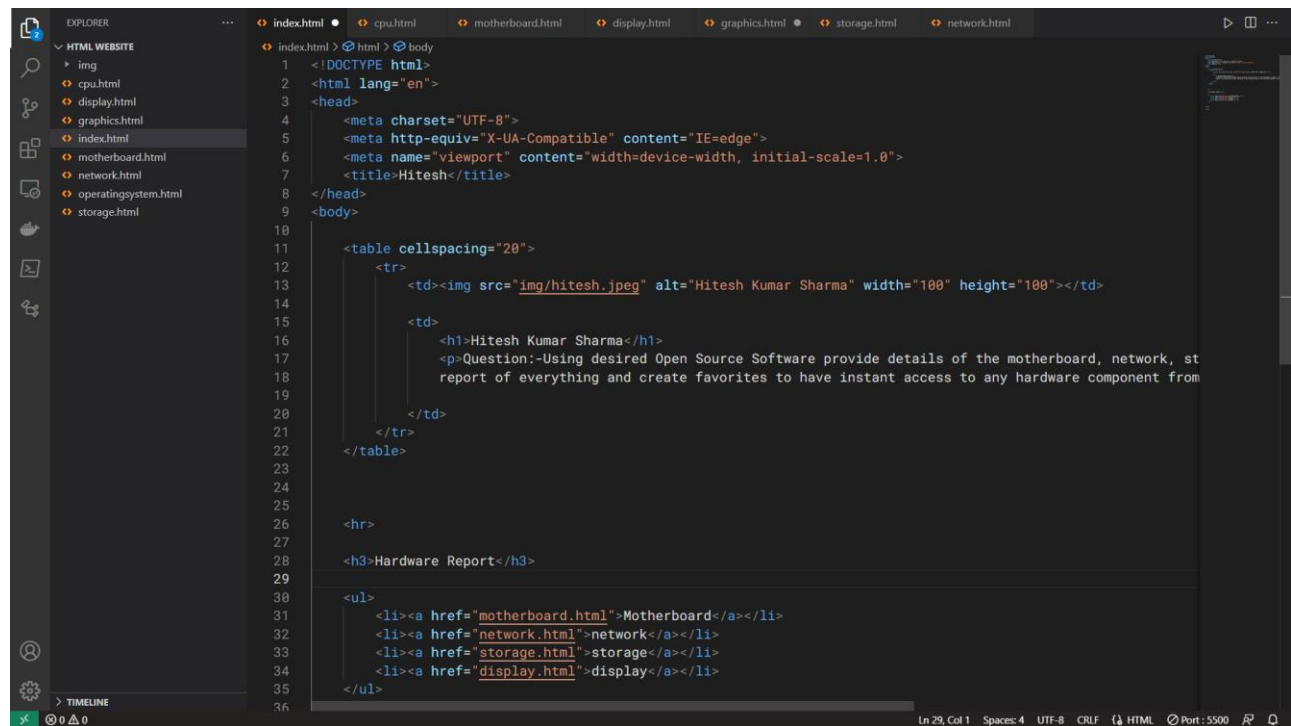 EXPLORER ...
HTML WEBSITE
img
cpu.html
display.html
graphics.html
index.html
motherboard.html
network.html
operatingsystem.html
storage.html
TIMELINE
2
index.html cpu.html motherboard.html display.html graphics.html storage.html network.html
index.html > html > body
1 <!DOCTYPE html>
2 <html lang="en">
3 <head>
4 <meta charset="UTF-8">
5 <meta http-equiv="X-UA-Compatible" content="IE=edge">
6 <meta name="viewport" content="width=device-width, initial-scale=1.0">
7 <title>Hitesh</title>
8 </head>
9 <body>
10
11 <table cellspacing="20">
12 <tr>
13 <td><img src="img/hitesh.jpeg" alt="Hitesh Kumar Sharma" width="100" height="100"></td>
14
15 <td>
16 <h1>Hitesh Kumar Sharma</h1>
17 <p>Question:-Using desired Open Source Software provide details of the motherboard, network, st
18 report of everything and create favorites to have instant access to any hardware component from
19
20 </td>
21 </tr>
22 </table>
23
24
25
26 <hr>
27
28 <h3>Hardware Report</h3>
29
30 <ul>
31 <li><a href="motherboard.html">Motherboard</a></li>
32 <li><a href="network.html">network</a></li>
33 <li><a href="storage.html">storage</a></li>
34 <li><a href="display.html">display</a></li>
35 </ul>
36
0 0 Ln 29, Col 1 Spaces: 4 UTF-8 CRLF HTML Port : 5500